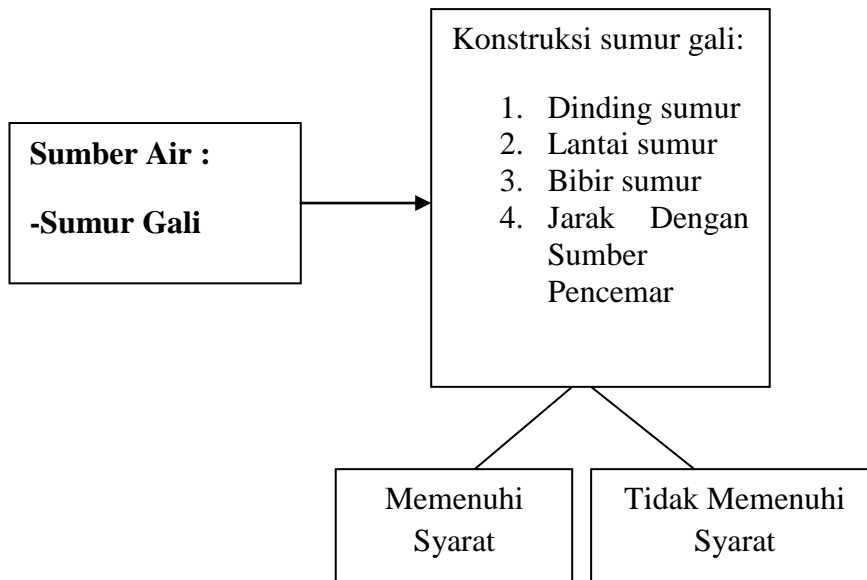 Sumber Air :
-Sumur Gali
Konstruksi sumur gali:
1. Dinding sumur
2. Lantai sumur
3. Bibir sumur
4. Jarak Dengan
Sumber
Pencemar
Memenuhi
Syarat
Tidak Memenuhi
Syarat